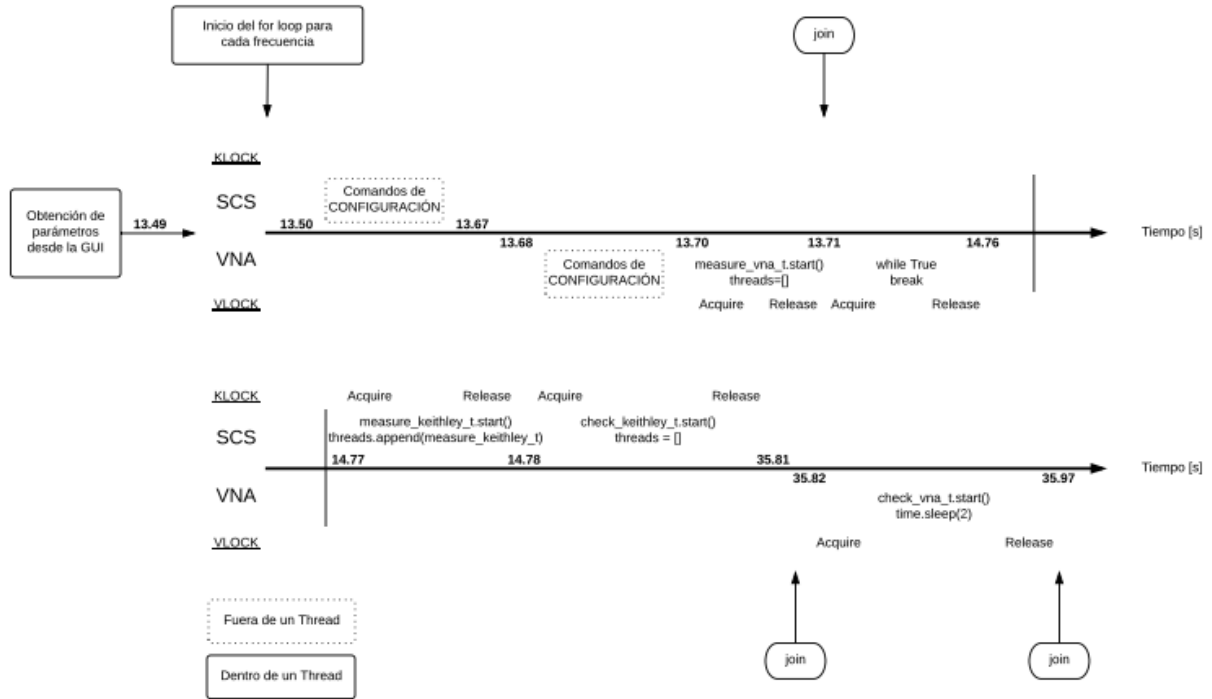 Inicio del for loop para
cada frecuencia
join
KLOCK
SCS
Comandos de
CONFIGURACIÓN
Obtención de
parámetros
desde la GUI
13.49
13.50
13.67
13.68
13.70
13.71
14.76
Tiempo [s]
VNA
Comandos de
CONFIGURACIÓN
measure_vna_t.start()
threads=[]
while True
break
VLOCK
Acquire
Release
Acquire
Release
KLOCK
Acquire
Release
Acquire
Release
SCS
measure_keithley_t.start()
threads.append(measure_keithley_t)
check_keithley_t.start()
threads = []
14.77
14.78
35.81
35.82
35.97
Tiempo [s]
VNA
check_vna_t.start()
time.sleep(2)
VLOCK
Acquire
Release
Fuera de un Thread
Dentro de un Thread
join
join